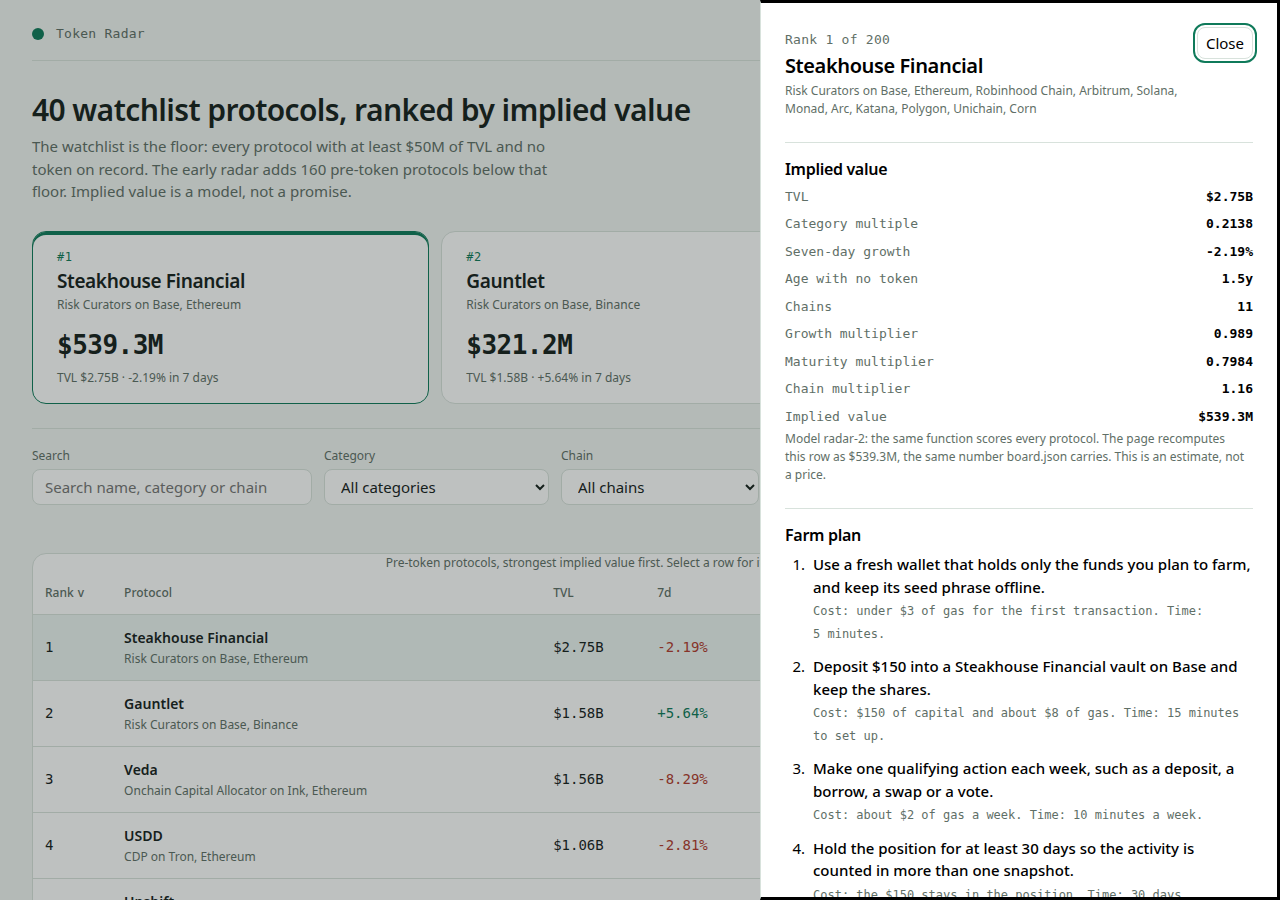 Token Radar
40 watchlist protocols, ranked by implied value
The watchlist is the floor: every protocol with at least $50M of TVL and no
token on record. The early radar adds 160 pre-token protocols below that
floor. Implied value is a model, not a promise.
#1
Steakhouse Financial
Risk Curators on Base, Ethereum
$539.3M
TVL $2.75B · -2.19% in 7 days
#2
Gauntlet
Risk Curators on Base, Binance
$321.2M
TVL $1.58B · +5.64% in 7 days
Search
Search name, category or chain
Category
All categories
Chain
All chains
Pre-token protocols, strongest implied value first. Select a row for i
Rank v Protocol TVL 7d
1 Steakhouse Financial $2.75B -2.19%
Risk Curators on Base, Ethereum
2 Gauntlet $1.58B +5.64%
Risk Curators on Base, Binance
3 Veda $1.56B -8.29%
Onchain Capital Allocator on Ink, Ethereum
4 USDD $1.06B -2.81%
CDP on Tron, Ethereum
Rank 1 of 200
Close
Steakhouse Financial
Risk Curators on Base, Ethereum, Robinhood Chain, Arbitrum, Solana,
Monad, Arc, Katana, Polygon, Unichain, Corn
Implied value
TVL $2.75B
Category multiple 0.2138
Seven-day growth -2.19%
Age with no token 1.5y
Chains 11
Growth multiplier 0.989
Maturity multiplier 0.7984
Chain multiplier 1.16
Implied value $539.3M
Model radar-2: the same function scores every protocol. The page recomputes
this row as $539.3M, the same number board.json carries. This is an estimate, not
a price.
Farm plan
1. Use a fresh wallet that holds only the funds you plan to farm,
and keep its seed phrase offline.
Cost: under $3 of gas for the first transaction. Time:
5 minutes.
2. Deposit $150 into a Steakhouse Financial vault on Base and
keep the shares.
Cost: $150 of capital and about $8 of gas. Time: 15 minutes
to set up.
3. Make one qualifying action each week, such as a deposit, a
borrow, a swap or a vote.
Cost: about $2 of gas a week. Time: 10 minutes a week.
4. Hold the position for at least 30 days so the activity is
counted in more than one snapshot.
Cost: the $150 stays in the position. Time: 30 days